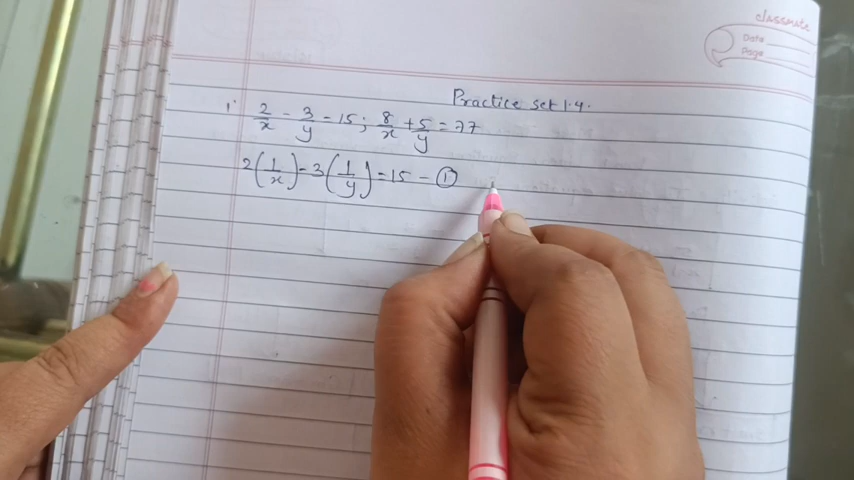 classmate
Date
Page
Practice set 1.4.
1. 2/x - 3/y = 15; 8/x + 5/y = 77
2(1/x) - 3(1/y) = 15 - ①